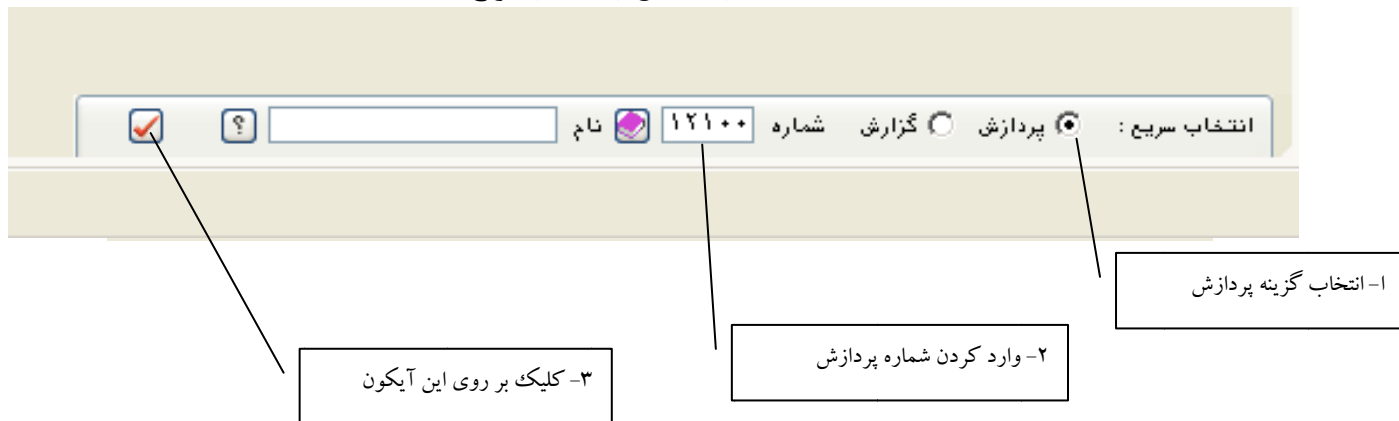 انتخاب سریع : پردازش گزارش شماره ۱۲۱۰۰ نام ؟
ا- انتخاب گزینه پردازش
۲- وارد کردن شماره پردازش
۳- کلیک بر روی این آیکون